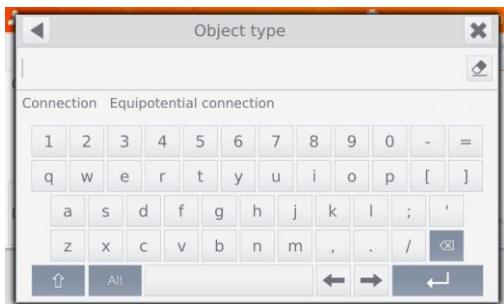 Object type
Connection Equipotential connection
1 2 3 4 5 6 7 8 9 0 - =
q w e r t y u i o p [ ]
a s d f g h j k l ; '
z x c v b n m , . /
Alt